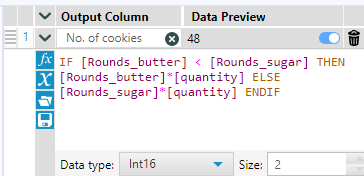 Output Column Data Preview
1 No. of cookies 48
fx
IF [Rounds_butter] < [Rounds_sugar] THEN
[Rounds_butter]*[quantity] ELSE
[Rounds_sugar]*[quantity] ENDIF
Data type: Int16 Size: 2